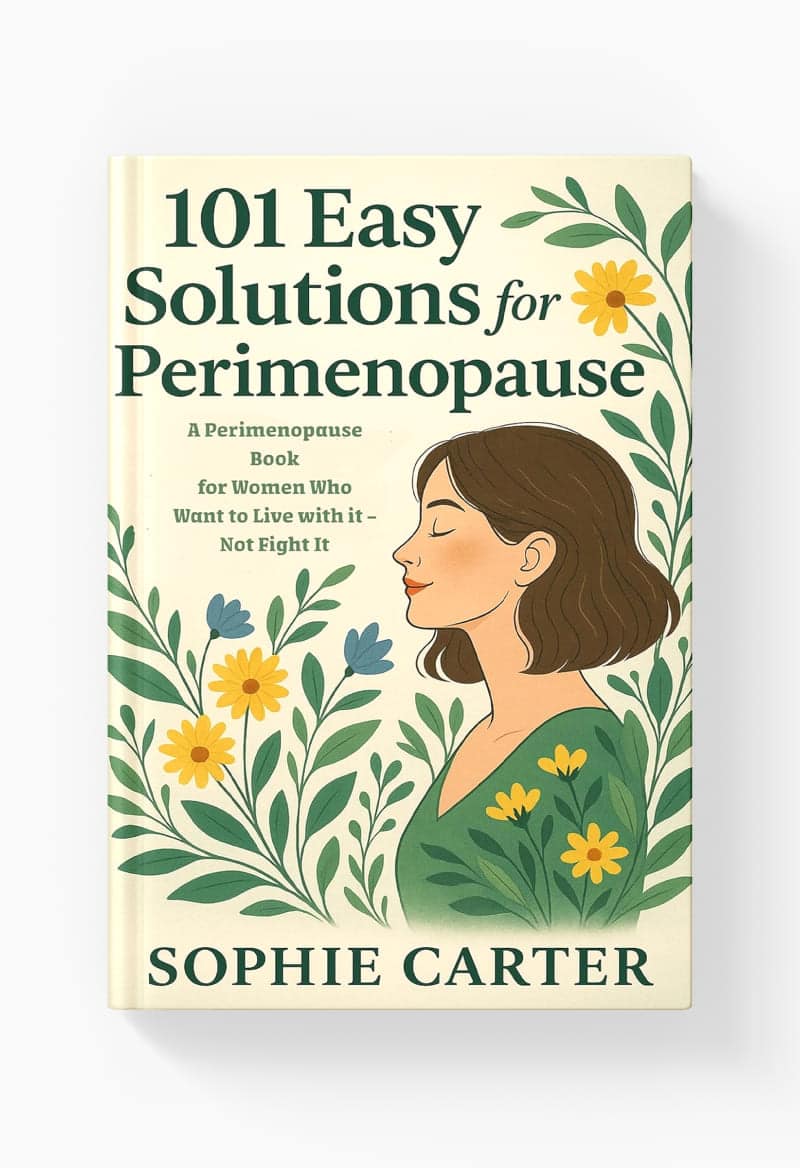 101 Easy
Solutions for
Perimenopause
A Perimenopause
Book
for Women Who
Want to Live with it –
Not Fight It
SOPHIE CARTER